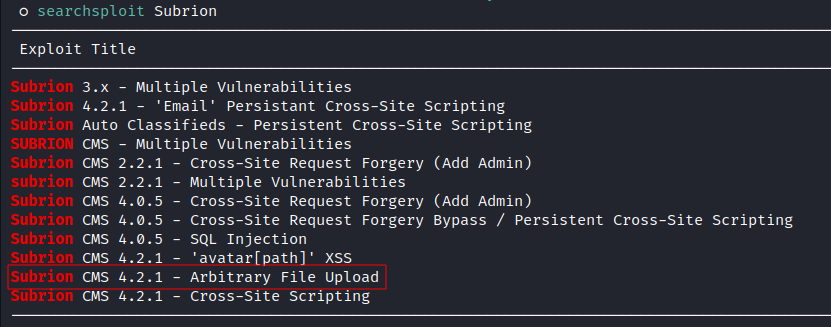 searchsploit Subrion
Exploit Title
Subrion 3.x - Multiple Vulnerabilities
Subrion 4.2.1 - 'Email' Persistant Cross-Site Scripting
Subrion Auto Classifieds - Persistent Cross-Site Scripting
SUBRION CMS - Multiple Vulnerabilities
Subrion CMS 2.2.1 - Cross-Site Request Forgery (Add Admin)
subrion CMS 2.2.1 - Multiple Vulnerabilities
Subrion CMS 4.0.5 - Cross-Site Request Forgery (Add Admin)
Subrion CMS 4.0.5 - Cross-Site Request Forgery Bypass / Persistent Cross-Site Scripting
Subrion CMS 4.0.5 - SQL Injection
Subrion CMS 4.2.1 - 'avatar[path]' XSS
Subrion CMS 4.2.1 - Arbitrary File Upload
Subrion CMS 4.2.1 - Cross-Site Scripting